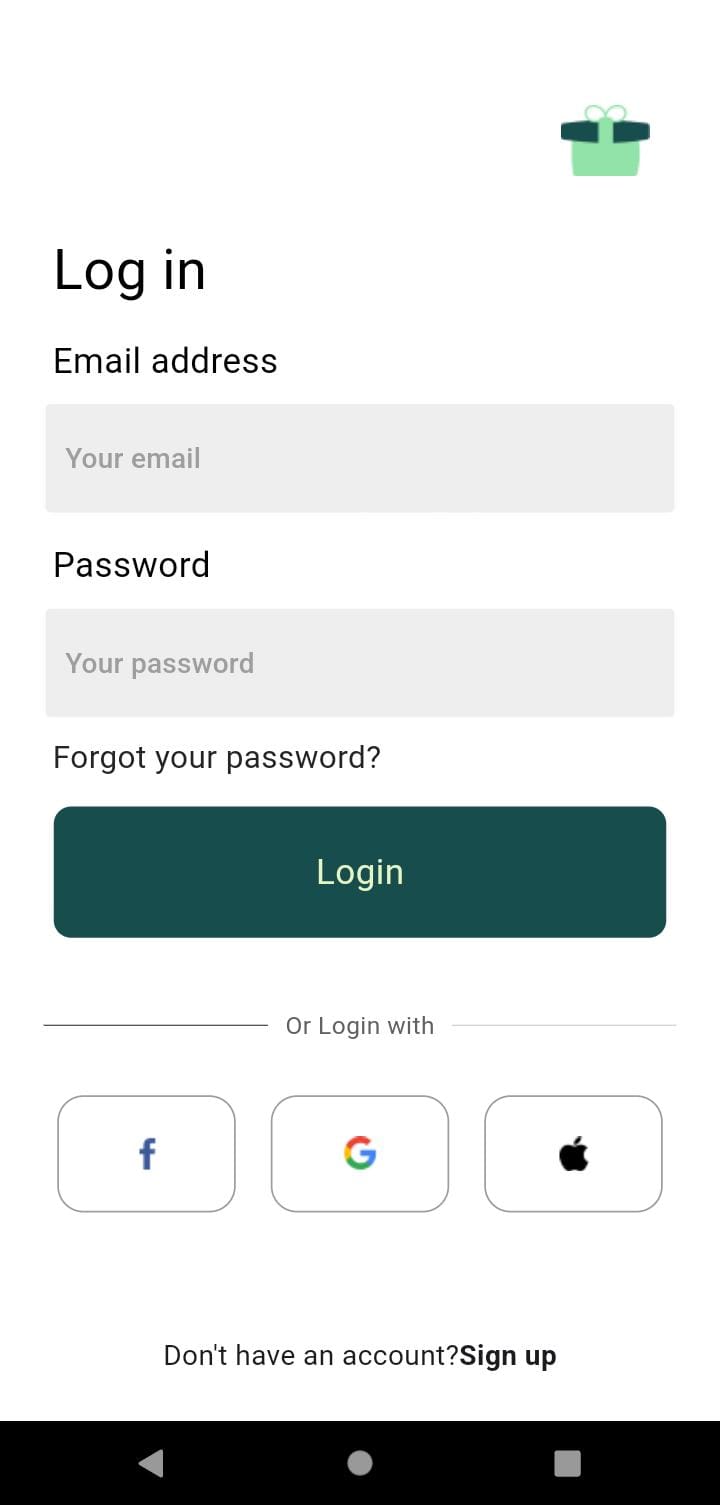 Log in
Email address
Your email
Password
Your password
Forgot your password?
Login
Or Login with
Don't have an account?Sign up